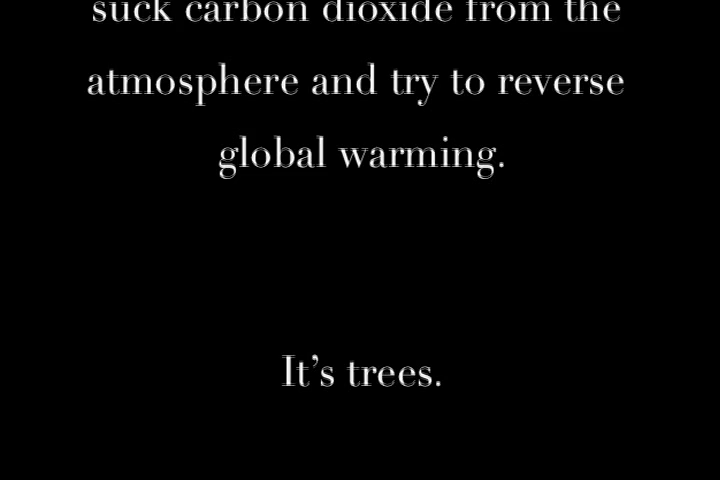 suck carbon dioxide from the
atmosphere and try to reverse
global warming.
It’s trees.